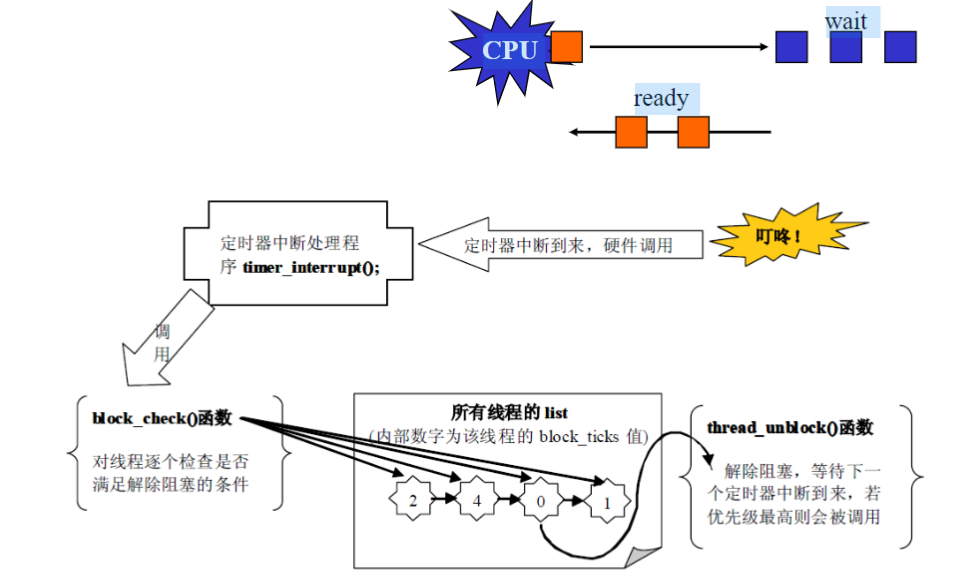 wait
CPU
ready
叮咚！
定时器中断到来，硬件调用
定时器中断处理程
序 timer_interrupt();
调
用
block_check()函数
对线程逐个检查是否
满足解除阻塞的条件
所有线程的 list
(内部数字为该线程的 block_ticks 值)
2 4 0 1
thread_unblock()函数
解除阻塞，等待下一
个定时器中断到来，若
优先级最高则会被调用